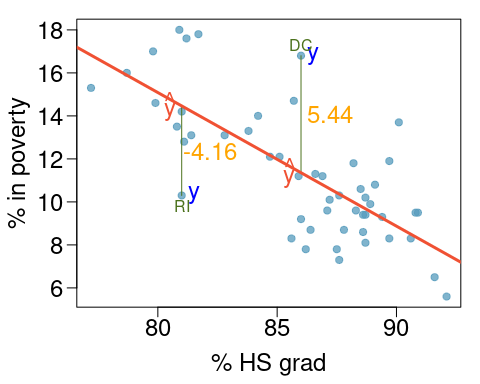 18
16
14
12
10
8
6
% in poverty
DC
y
ŷ
5.44
-4.16
ŷ
y
RI
80
85
90
% HS grad